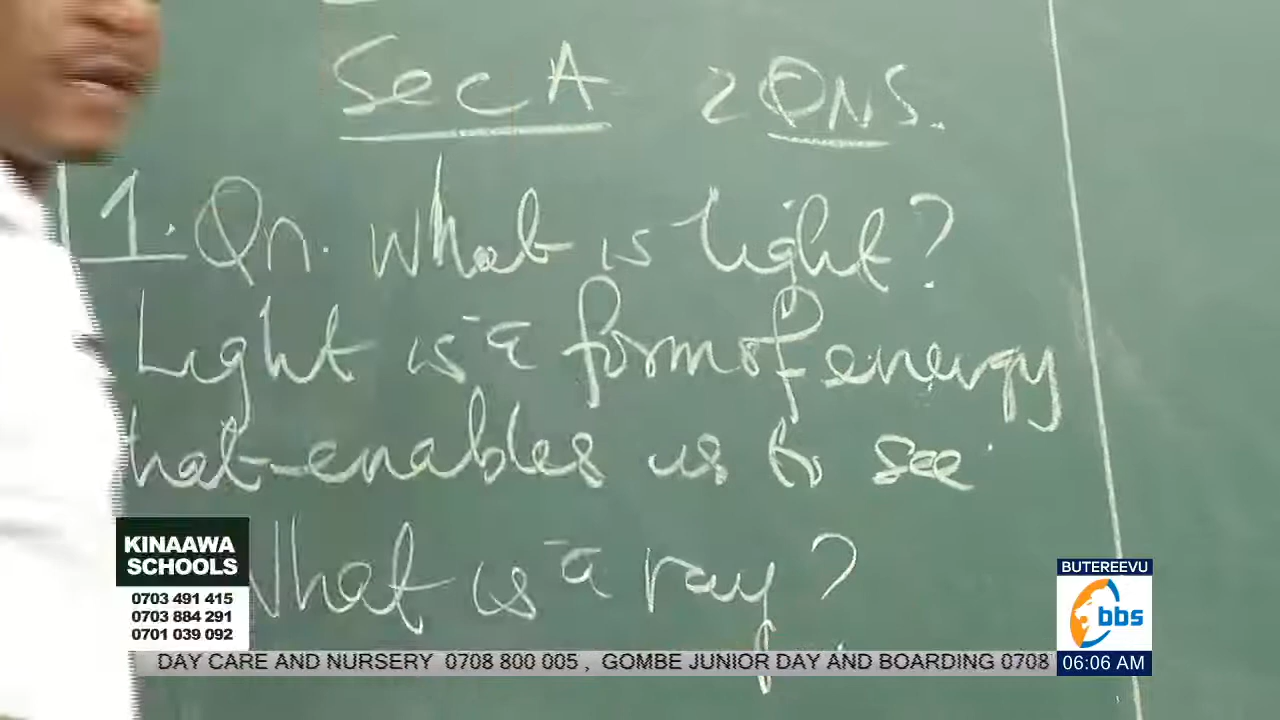 Sec A 2 QNS.
1. Qn. What is light?
Light is a form of energy
that enables us to see.
What is a ray?
KINAAWA
SCHOOLS
0703 491 415
0703 884 291
0701 039 092
BUTEREEVU
bbs
06:06 AM
DAY CARE AND NURSERY 0708 800 005 , GOMBE JUNIOR DAY AND BOARDING 0708